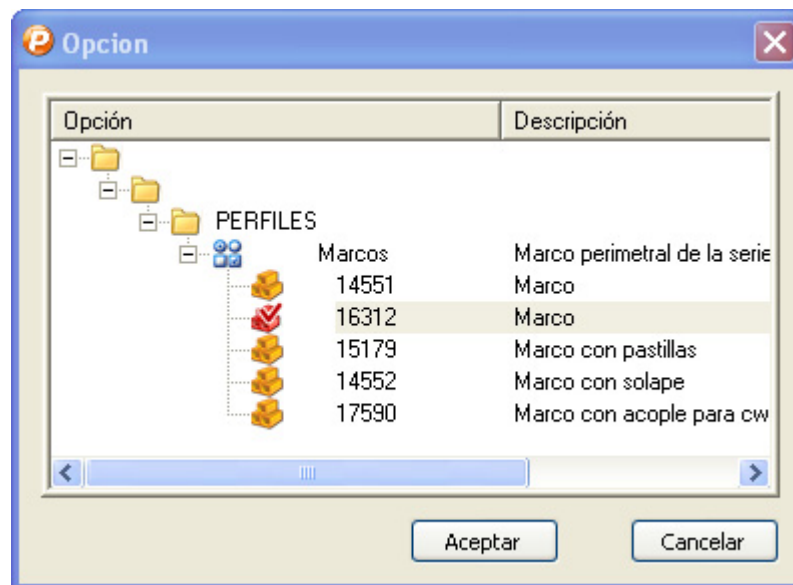 Opcion
Opción Descripción
PERFILES
Marcos Marco perimetral de la serie
14551 Marco
16312 Marco
15179 Marco con pastillas
14552 Marco con solape
17590 Marco con acople para cw
Aceptar Cancelar